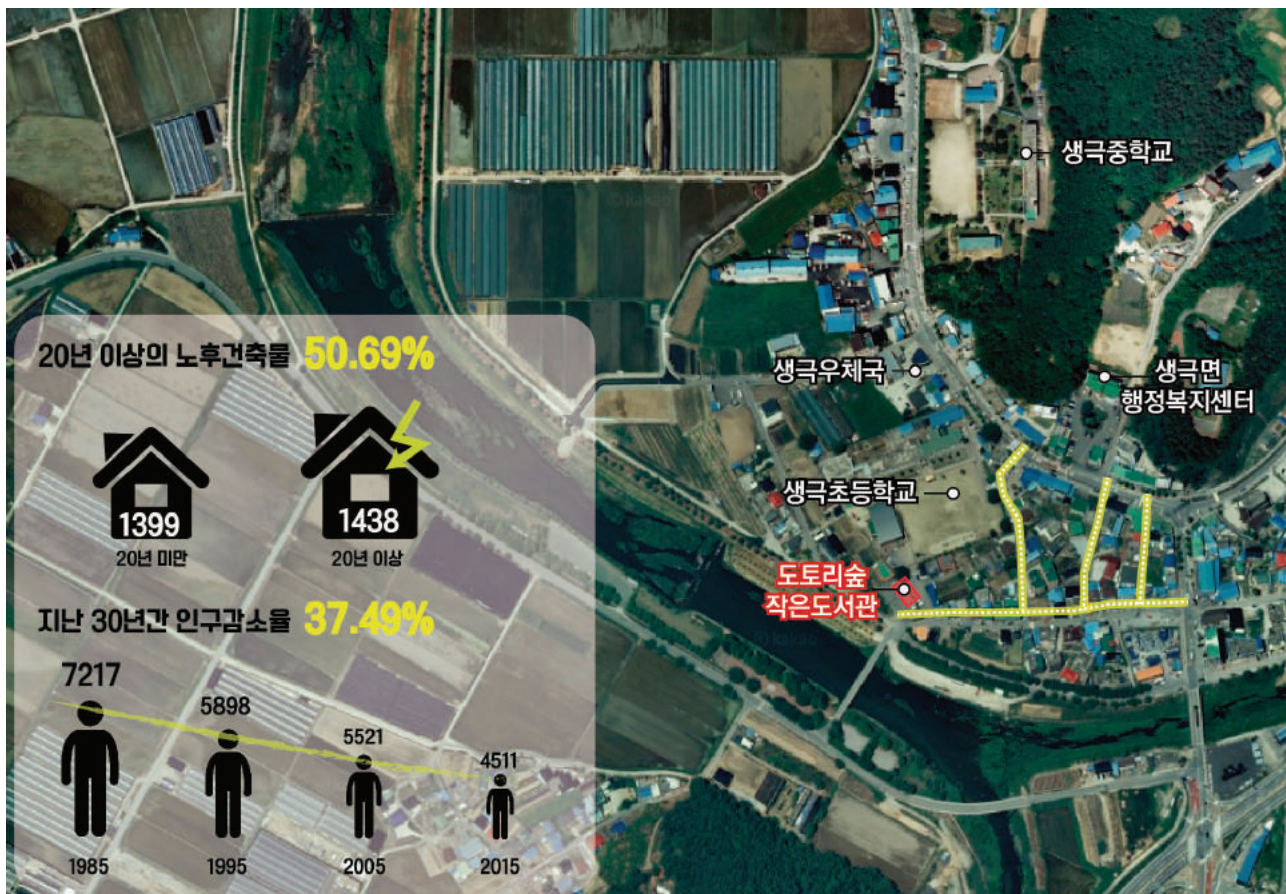 생극중학교
생극우체국
생극면
행정복지센터
생극초등학교
도토리숲
작은도서관
20년 이상의 노후건축물 50.69%
1399
20년 미만
1438
20년 이상
지난 30년간 인구감소율 37.49%
7217
5898
5521
4511
1985
1995
2005
2015